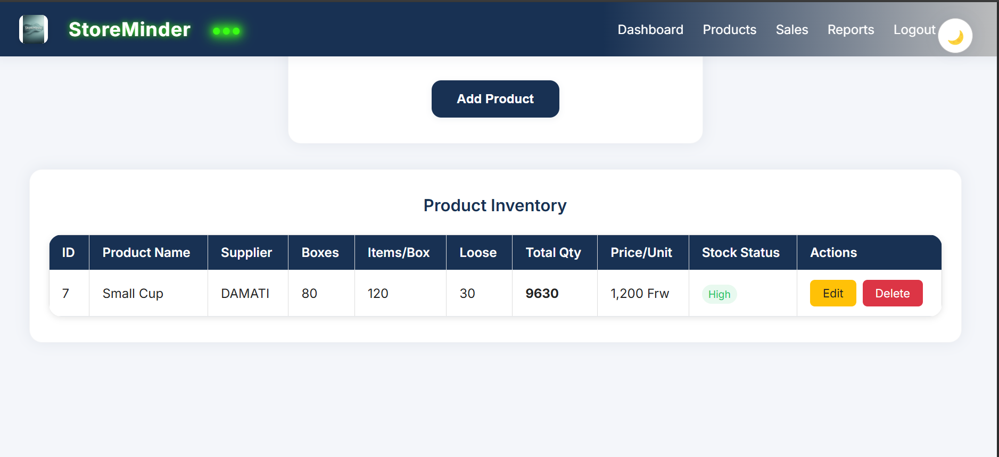 StoreMinder
Dashboard Products Sales Reports Logout
Add Product
Product Inventory
ID Product Name Supplier Boxes Items/Box Loose Total Qty Price/Unit Stock Status Actions
7 Small Cup DAMATI 80 120 30 9630 1,200 Frw High Edit Delete